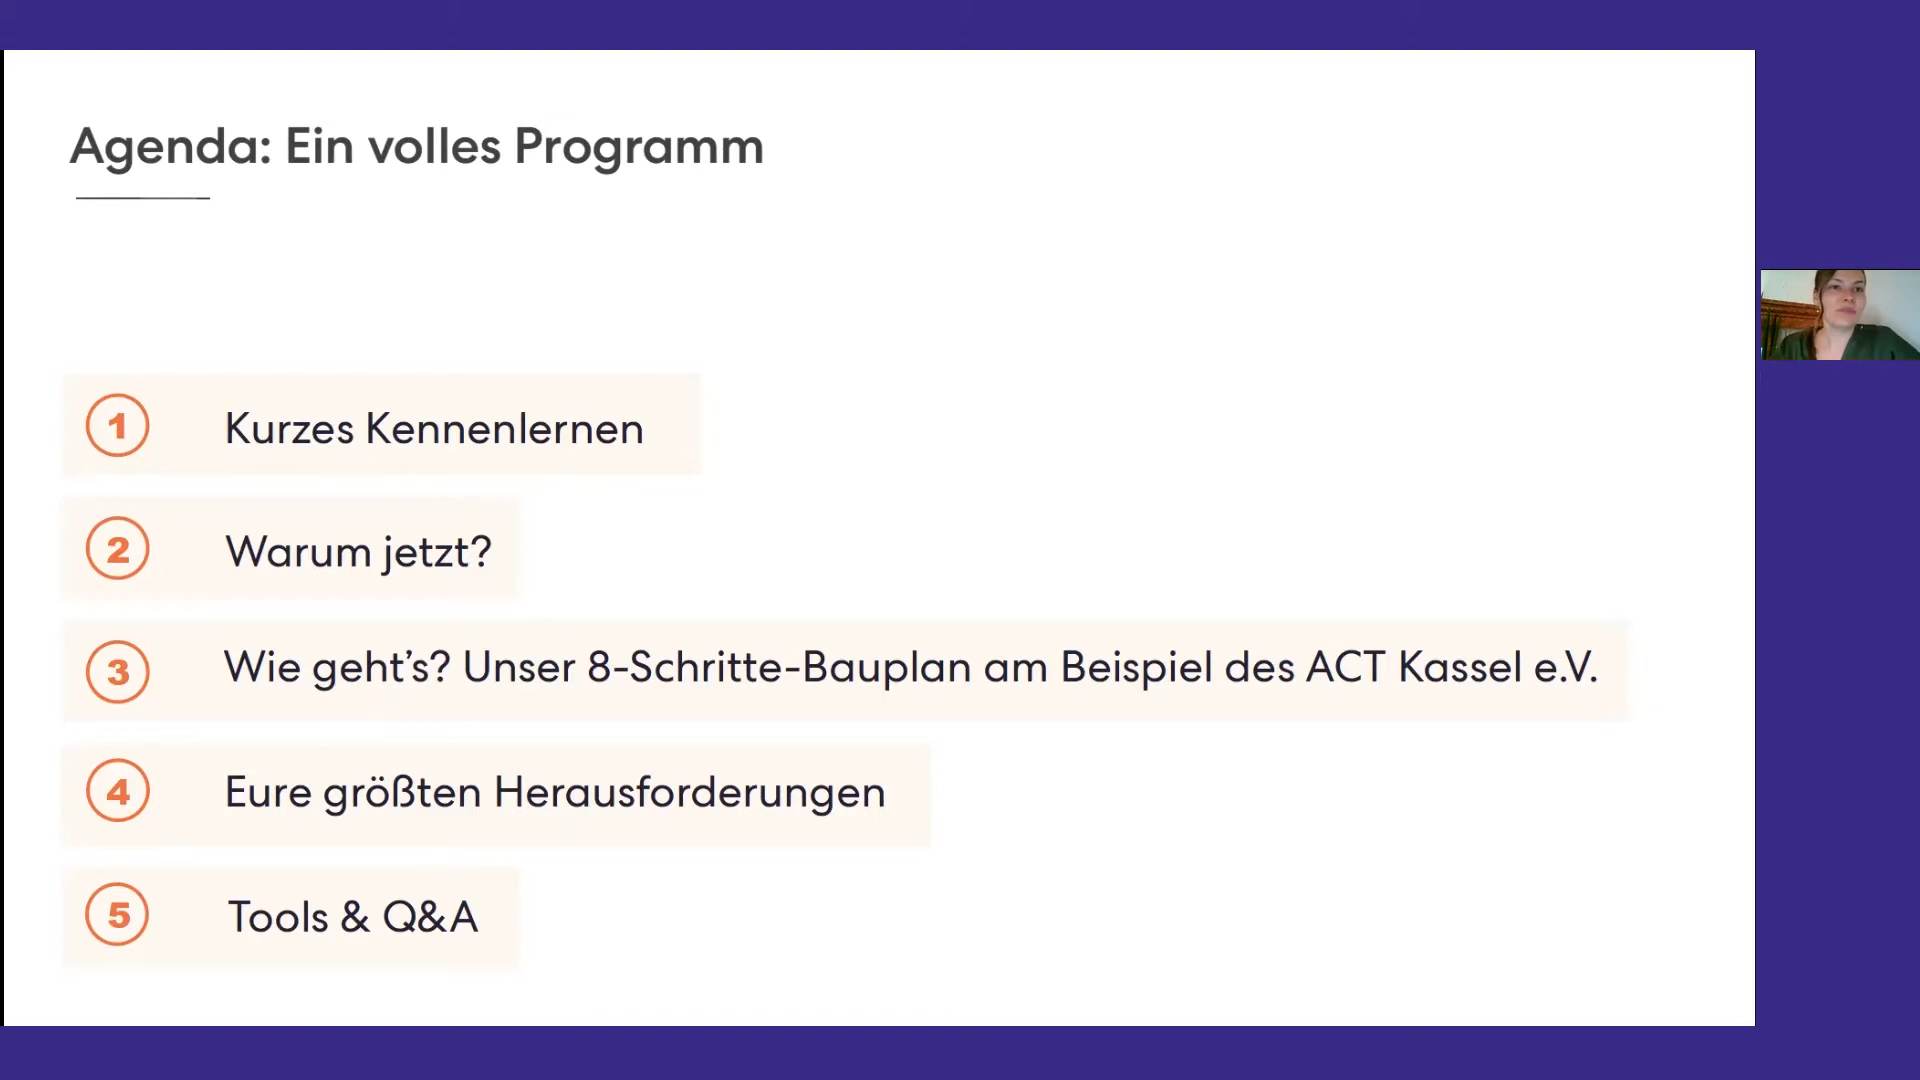 Agenda: Ein volles Programm
1 Kurzes Kennenlernen
2 Warum jetzt?
3 Wie geht’s? Unser 8-Schritte-Bauplan am Beispiel des ACT Kassel e.V.
4 Eure größten Herausforderungen
5 Tools & Q&A